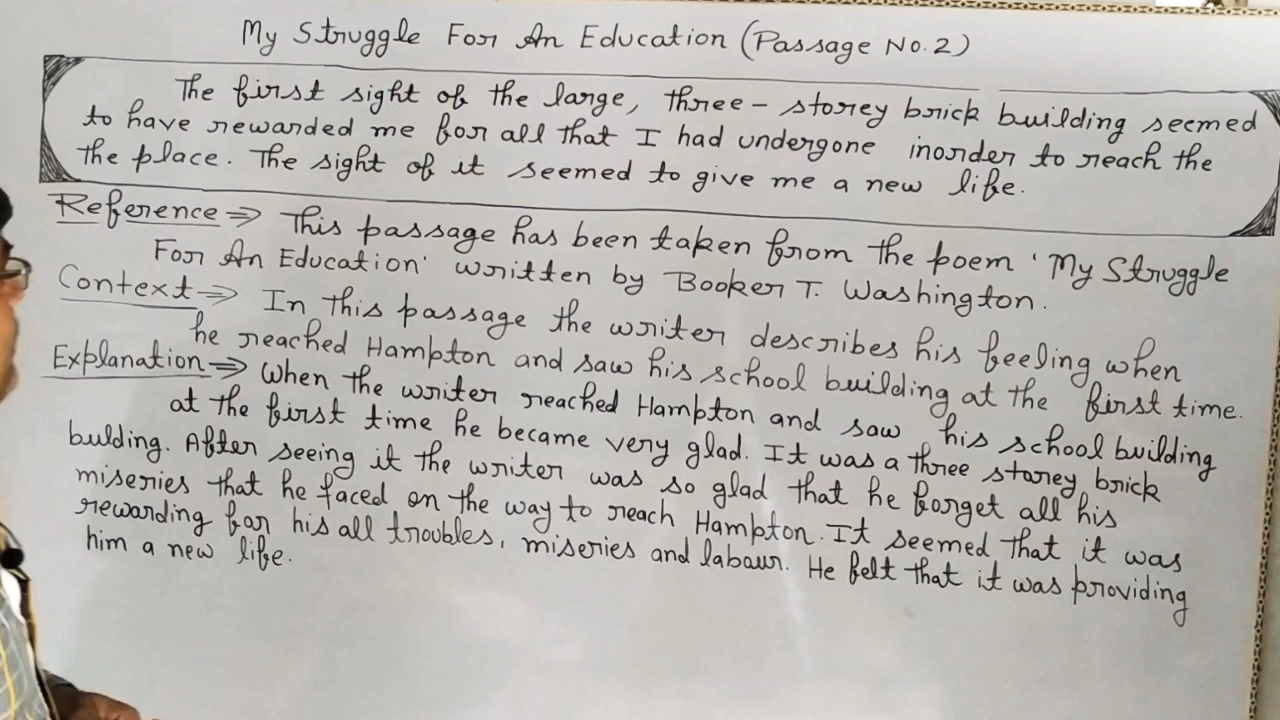 My Struggle For An Education (Passage No. 2)
The first sight of the large, three - storey brick building seemed
to have rewarded me for all that I had undergone inorder to reach the
the place. The sight of it seemed to give me a new life.
Reference ⇒ This passage has been taken from the poem 'My Struggle
For An Education' written by Booker T. Washington.
Context ⇒ In this passage the writer describes his feeling when
he reached Hampton and saw his school building at the first time.
Explanation ⇒ When the writer reached Hampton and saw his school building
at the first time he became very glad. It was a three storey brick
bulding. After seeing it the writer was so glad that he forget all his
miseries that he faced on the way to reach Hampton. It seemed that it was
rewarding for his all troubles, miseries and labour. He felt that it was providing
him a new life.